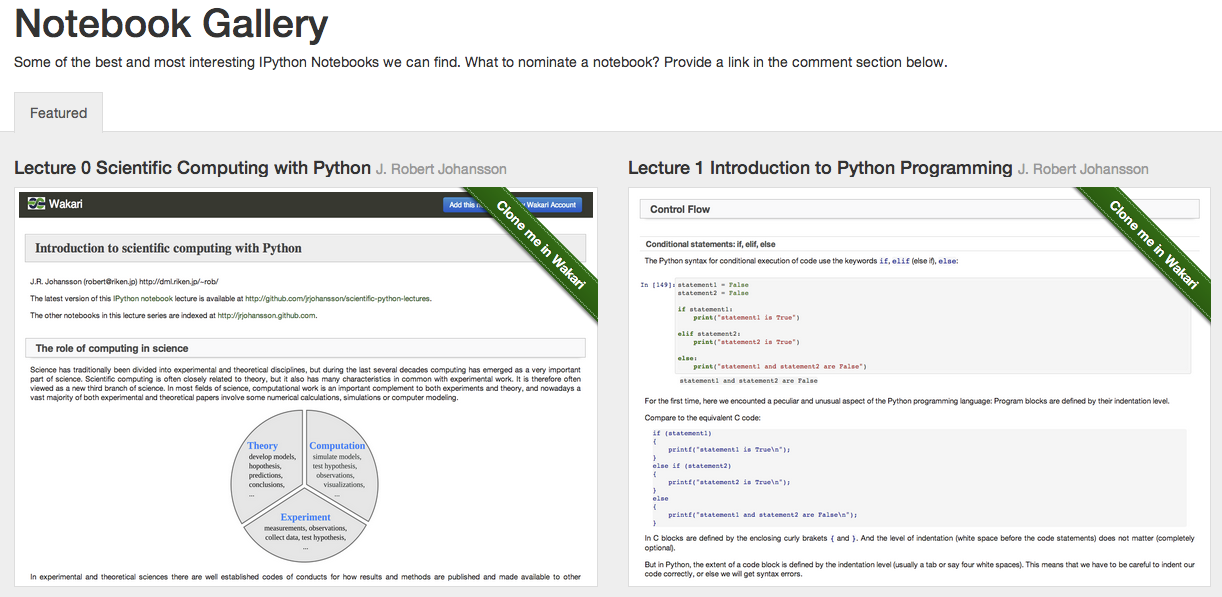 Notebook Gallery
Some of the best and most interesting IPython Notebooks we can find. What to nominate a notebook? Provide a link in the comment section below.
Featured
Lecture 0 Scientific Computing with Python J. Robert Johansson
Wakari
Add this Wakari Account
Clone me in Wakari
Introduction to scientific computing with Python
J.R. Johansson (robert@riken.jp) http://dml.riken.jp/~rob/
The latest version of this IPython notebook lecture is available at http://github.com/jrjohansson/scientific-python-lectures.
The other notebooks in this lecture series are indexed at http://jrjohansson.github.com.
The role of computing in science
Science has traditionally been divided into experimental and theoretical disciplines, but during the last several decades computing has emerged as a very important
part of science. Scientific computing is often closely related to theory, but it also has many characteristics in common with experimental work. It is therefore often
viewed as a new third branch of science. In most fields of science, computational work is an important complement to both experiments and theory, and nowadays a
vast majority of both experimental and theoretical papers involve some numerical calculations, simulations or computer modeling.
Theory
develop models,
hopothesis,
predictions,
conclusions,
...
Computation
simulate models,
test hypothesis,
observations,
visualizations,
...
Experiment
measurements, observations,
collect data, test hypothesis,
...
In experimental and theoretical sciences there are well established codes of conducts for how results and methods are published and made available to other
Lecture 1 Introduction to Python Programming J. Robert Johansson
Clone me in Wakari
Control Flow
Conditional statements: if, elif, else
The Python syntax for conditional execution of code use the keywords if, elif (else if), else:
In [149]: statement1 = False
statement2 = False
if statement1:
print("statement1 is True")
elif statement2:
print("statement2 is True")
else:
print("statement1 and statement2 are False")
statement1 and statement2 are False
For the first time, here we encounted a peculiar and unusual aspect of the Python programming language: Program blocks are defined by their indentation level.
Compare to the equivalent C code:
if (statement1)
{
printf("statement1 is True\n");
}
else if (statement2)
{
printf("statement2 is True\n");
}
else
{
printf("statement1 and statement2 are False\n");
}
In C blocks are defined by the enclosing curly brakets { and }. And the level of indentation (white space before the code statements) does not matter (completely
optional).
But in Python, the extent of a code block is defined by the indentation level (usually a tab or say four white spaces). This means that we have to be careful to indent our
code correctly, or else we will get syntax errors.